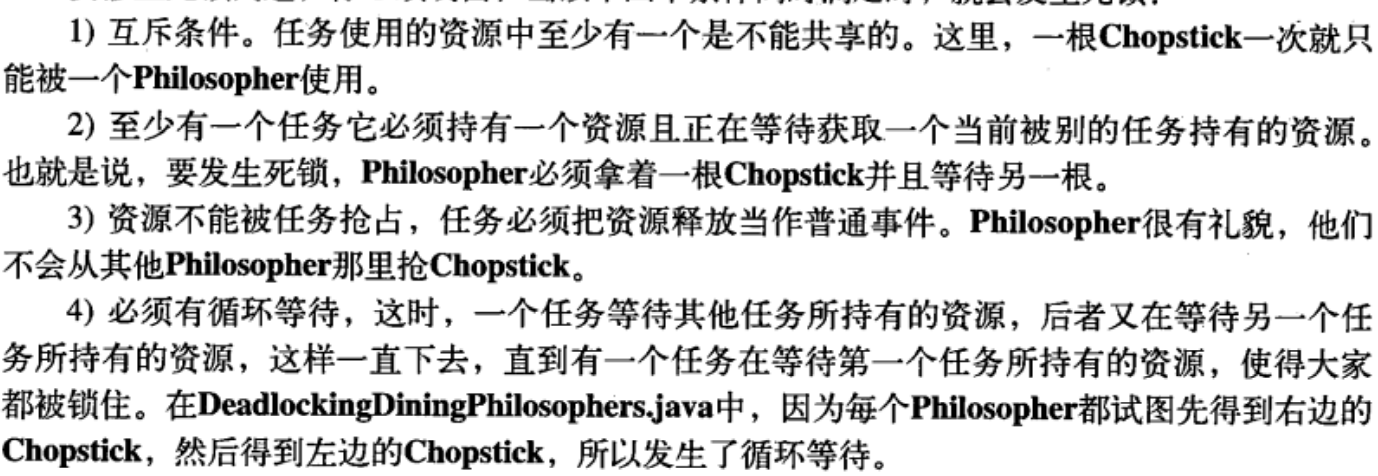 1) 互斥条件。任务使用的资源中至少有一个是不能共享的。这里，一根Chopstick一次就只
能被一个Philosopher使用。
2) 至少有一个任务它必须持有一个资源且正在等待获取一个当前被别的任务持有的资源。
也就是说，要发生死锁，Philosopher必须拿着一根Chopstick并且等待另一根。
3) 资源不能被任务抢占，任务必须把资源释放当作普通事件。Philosopher很有礼貌，他们
不会从其他Philosopher那里抢Chopstick。
4) 必须有循环等待，这时，一个任务等待其他任务所持有的资源，后者又在等待另一个任
务所持有的资源，这样一直下去，直到有一个任务在等待第一个任务所持有的资源，使得大家
都被锁住。在DeadlockingDiningPhilosophers.java中，因为每个Philosopher都试图先得到右边的
Chopstick，然后得到左边的Chopstick，所以发生了循环等待。